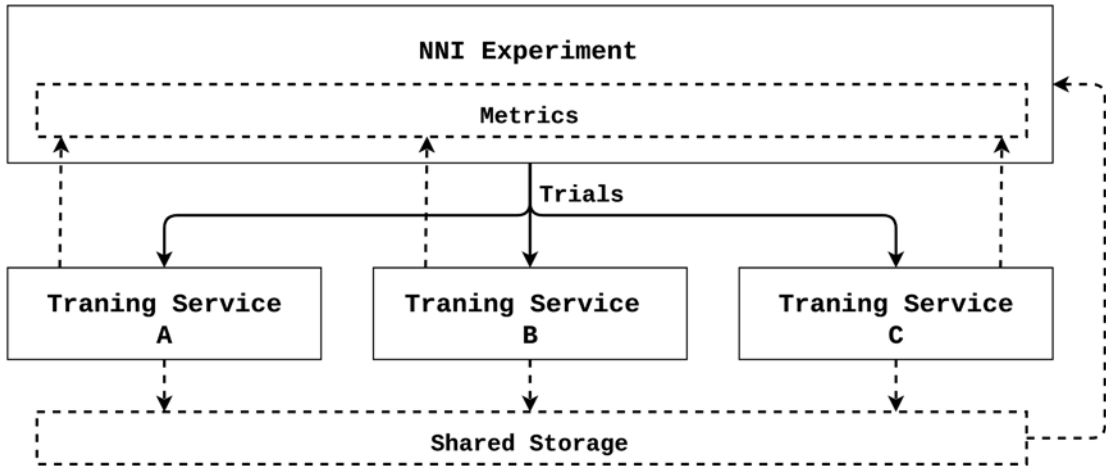 NNI Experiment
Metrics
Trials
Traning Service
A
Traning Service
B
Traning Service
C
Shared Storage